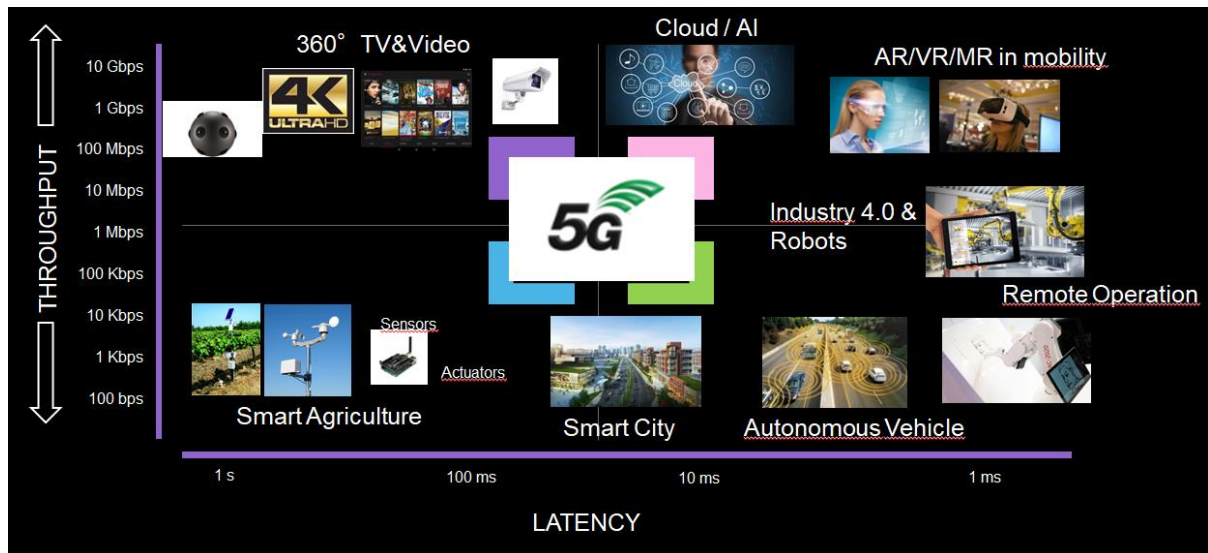 Cloud / AI
360° TV&Video
AR/VR/MR in mobility
10 Gbps
1 Gbps
100 Mbps
10 Mbps
1 Mbps
100 Kbps
10 Kbps
1 Kbps
100 bps
THROUGHPUT
4K
ULTRAHD
Cloud
5G
Industry 4.0 &
Robots
Remote Operation
Sensors
Actuators
Smart Agriculture
Smart City
Autonomous Vehicle
1 s
100 ms
10 ms
1 ms
LATENCY